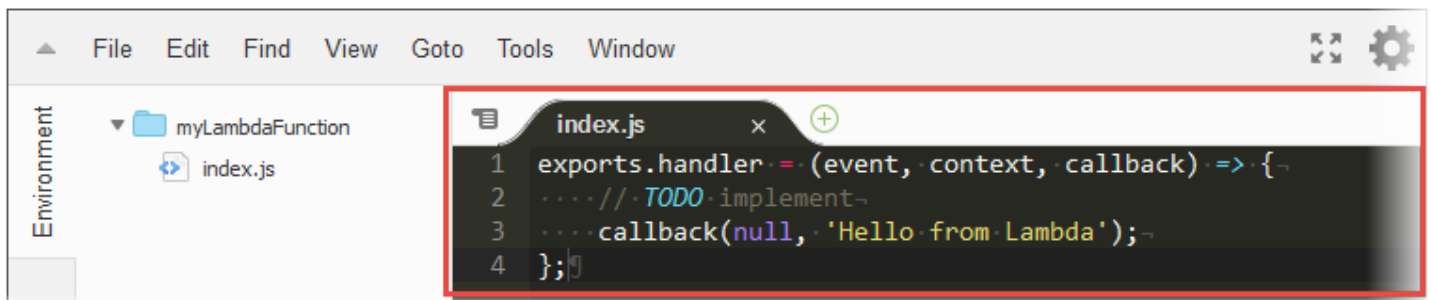 File Edit Find View Goto Tools Window
Environment
myLambdaFunction
index.js
index.js
1 exports.handler = (event, context, callback) => {
2     // TODO implement
3     callback(null, 'Hello from Lambda');
4 };